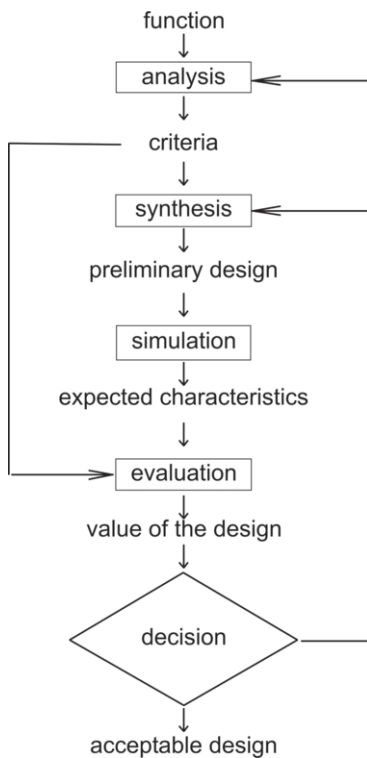 function
analysis
criteria
synthesis
preliminary design
simulation
expected characteristics
evaluation
value of the design
decision
acceptable design